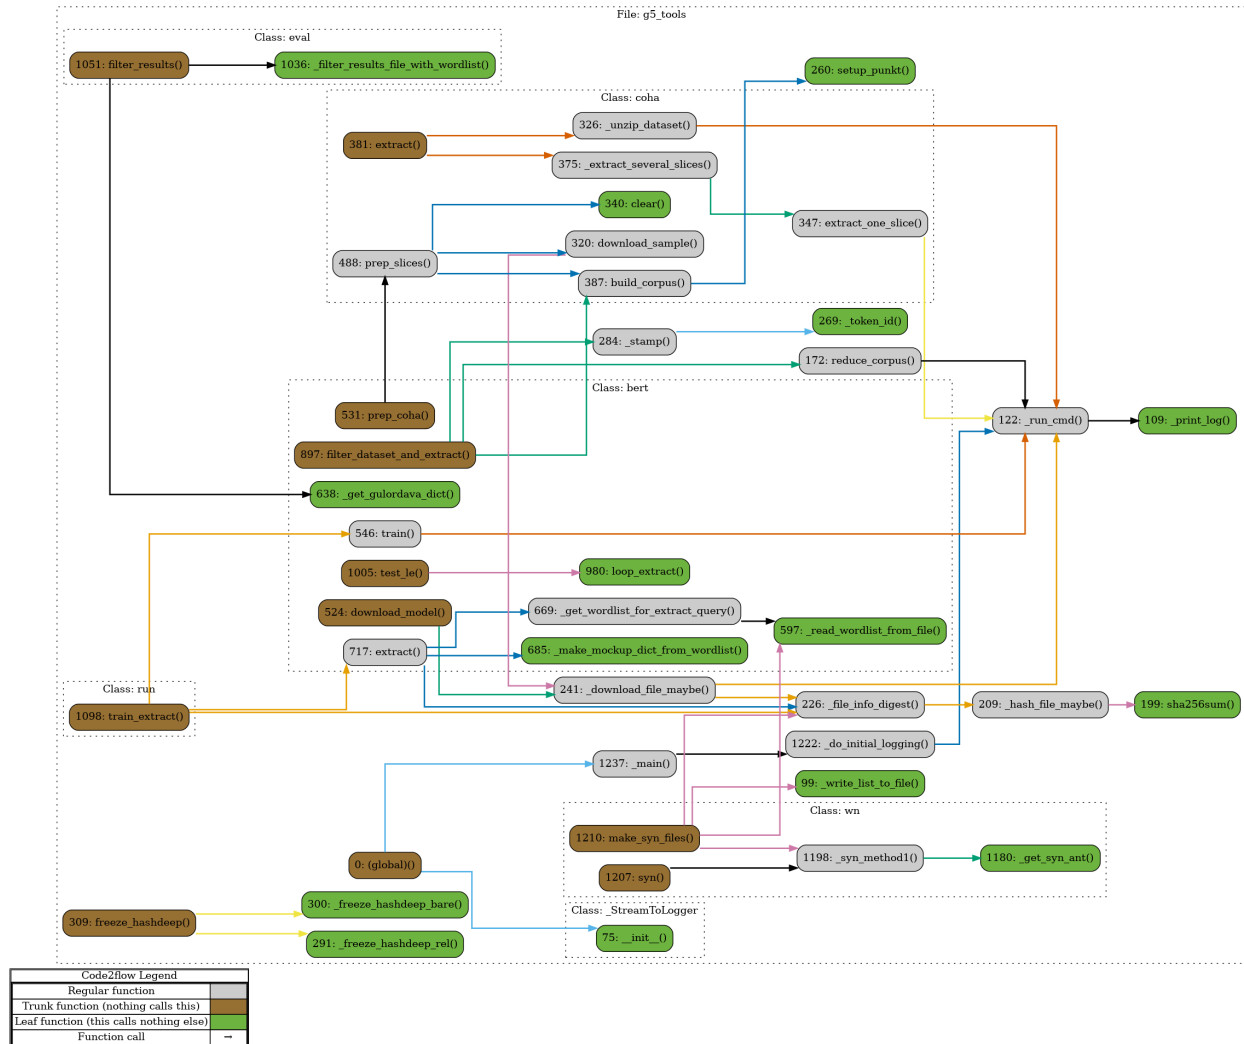 File: g5_tools
Class: eval
1051: filter_results()
1036: _filter_results_file_with_wordlist()
260: setup_punkt()
Class: coha
326: _unzip_dataset()
381: extract()
375: _extract_several_slices()
340: clear()
347: extract_one_slice()
320: download_sample()
488: prep_slices()
387: build_corpus()
269: _token_id()
284: _stamp()
172: reduce_corpus()
Class: bert
531: prep_coha()
122: _run_cmd()
109: _print_log()
897: filter_dataset_and_extract()
638: _get_gulordava_dict()
546: train()
1005: test_le()
980: loop_extract()
524: download_model()
669: _get_wordlist_for_extract_query()
597: _read_wordlist_from_file()
717: extract()
685: _make_mockup_dict_from_wordlist()
Class: run
241: _download_file_maybe()
1098: train_extract()
226: _file_info_digest()
209: _hash_file_maybe()
199: sha256sum()
1222: _do_initial_logging()
1237: _main()
99: _write_list_to_file()
Class: wn
1210: make_syn_files()
1198: _syn_method1()
1180: _get_syn_ant()
0: (global)()
1207: syn()
300: _freeze_hashdeep_bare()
Class: _StreamToLogger
309: freeze_hashdeep()
75: __init__()
291: _freeze_hashdeep_rel()
Code2flow Legend
Regular function
Trunk function (nothing calls this)
Leaf function (this calls nothing else)
Function call →